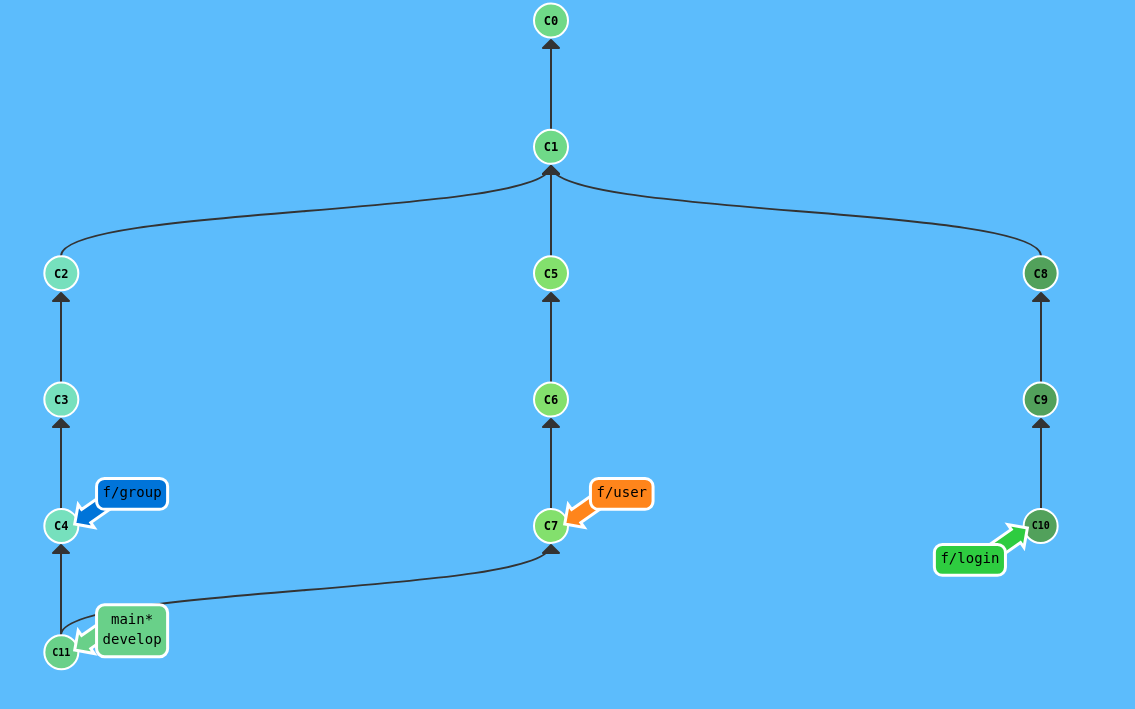 C0
C1
C2
C5
C8
C3
C6
C9
f/group
f/user
C4
C7
C10
f/login
main*
develop
C11